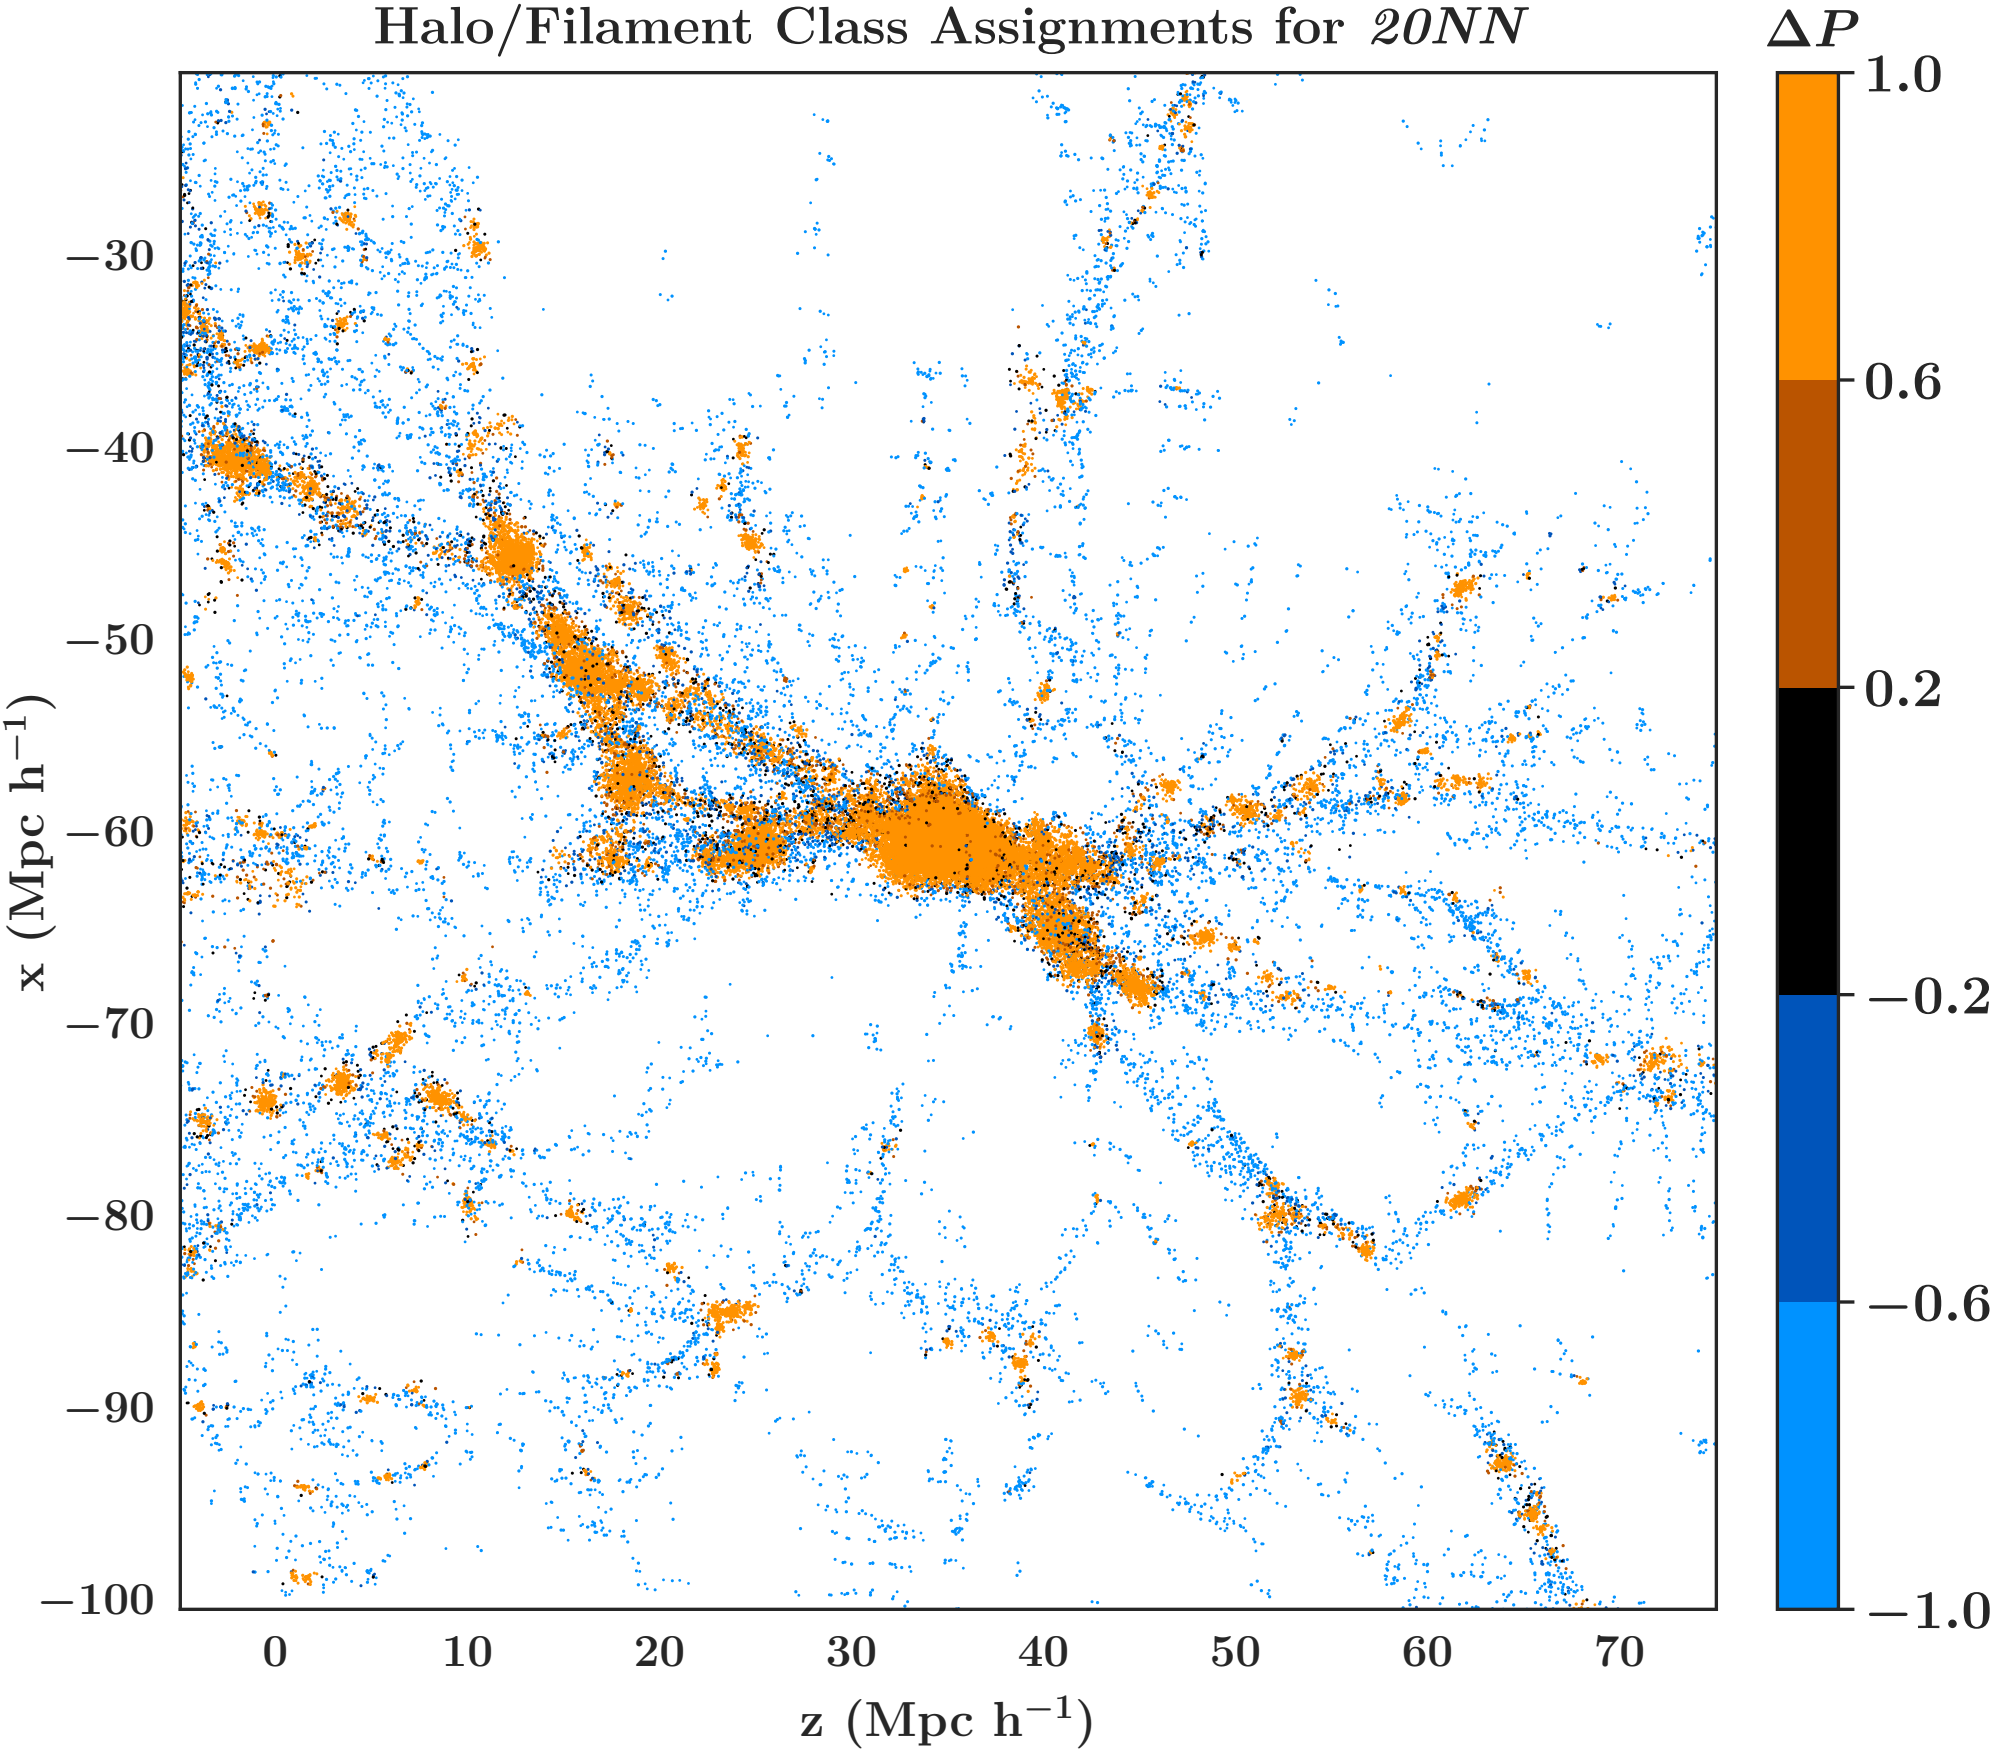 Halo/Filament Class Assignments for 20NN
ΔP
1.0
0.6
0.2
−0.2
−0.6
−1.0
x (Mpc h⁻¹)
−30
−40
−50
−60
−70
−80
−90
−100
0 10 20 30 40 50 60 70
z (Mpc h⁻¹)